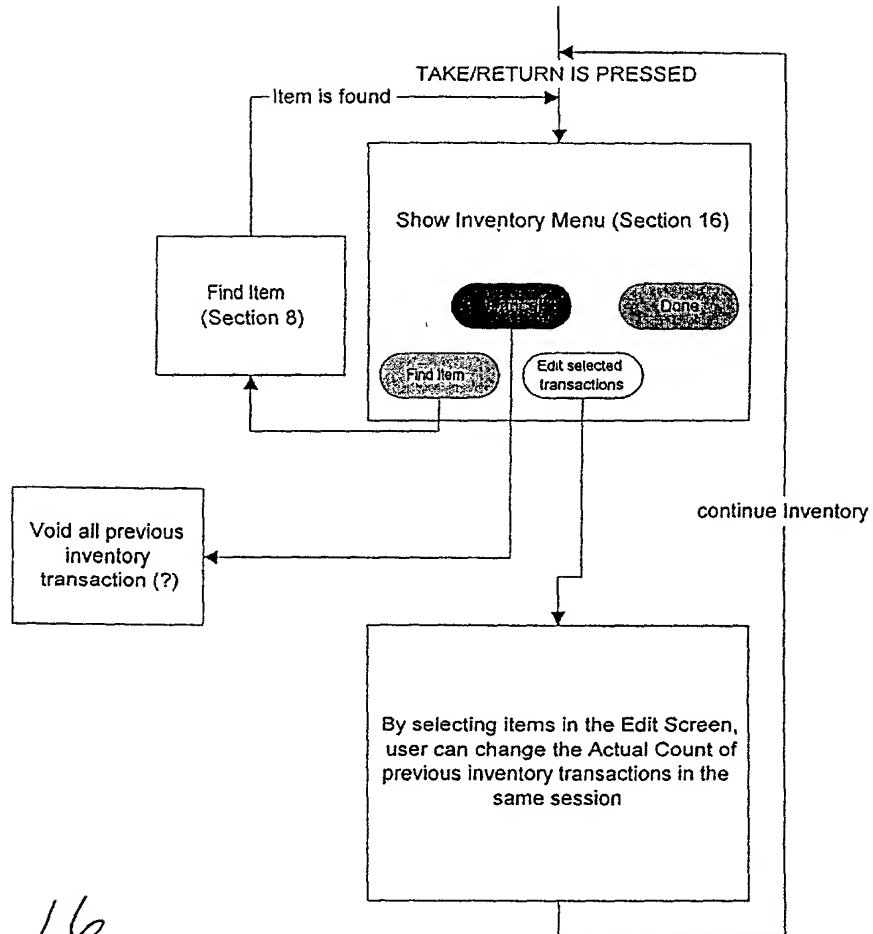 TAKE/RETURN IS PRESSED
Item is found
Show Inventory Menu (Section 16)
Find Item
(Section 8)
Done
Find Item
Edit selected
transactions
continue Inventory
Void all previous
inventory
transaction (?)
By selecting items in the Edit Screen,
user can change the Actual Count of
previous inventory transactions in the
same session
16